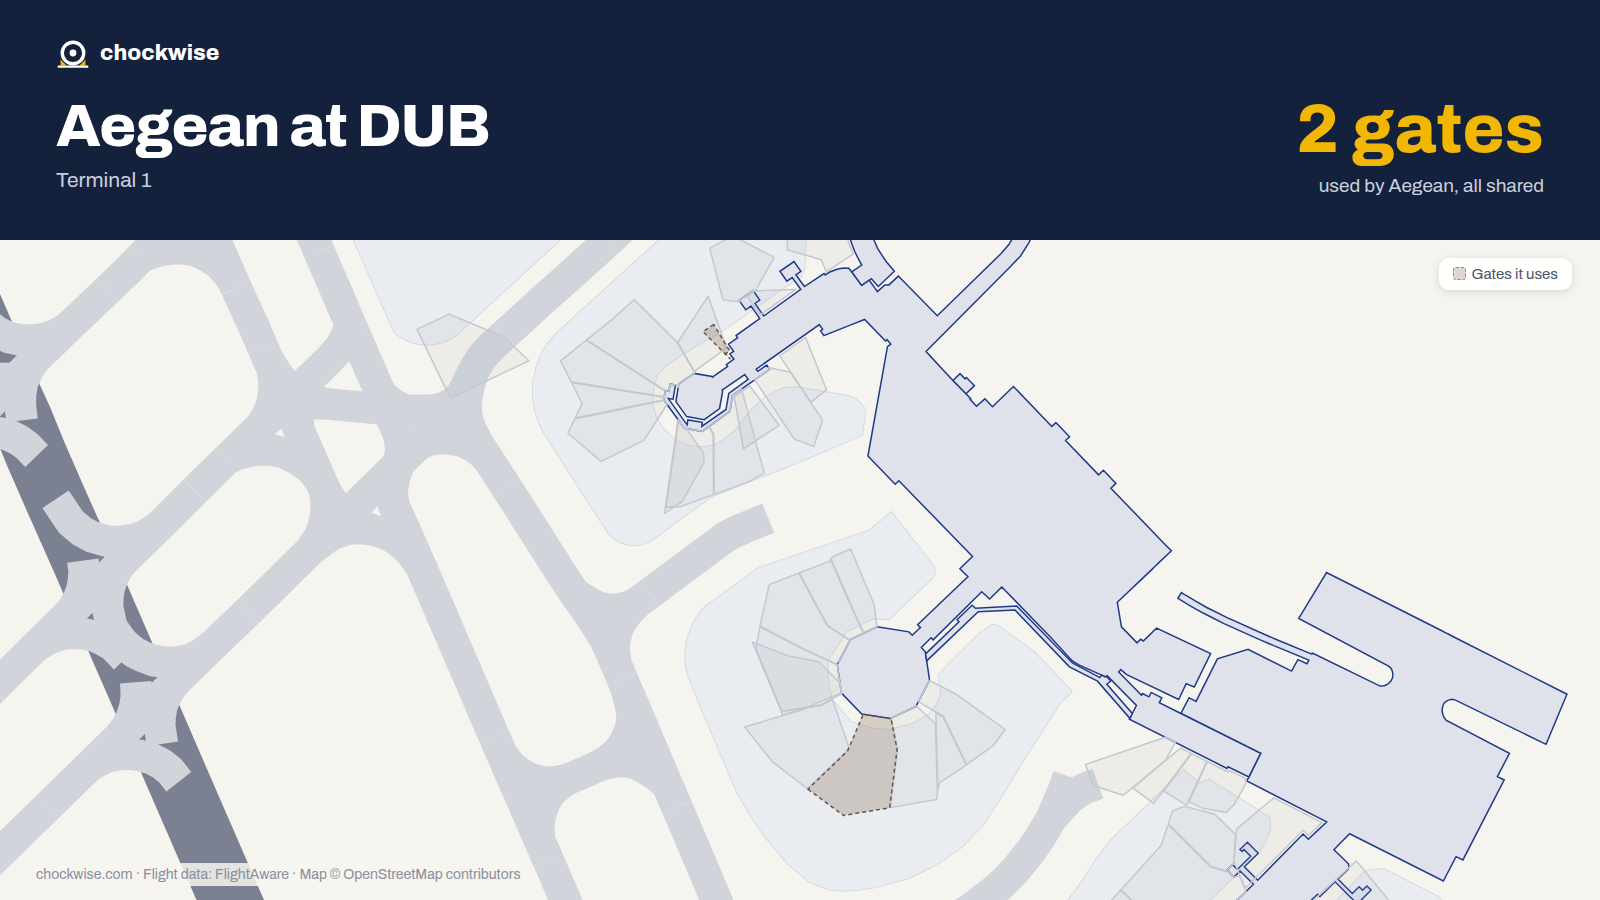 chockwise
Aegean at DUB
Terminal 1
2 gates
used by Aegean, all shared
Gates it uses
chockwise.com · Flight data: FlightAware · Map © OpenStreetMap contributors